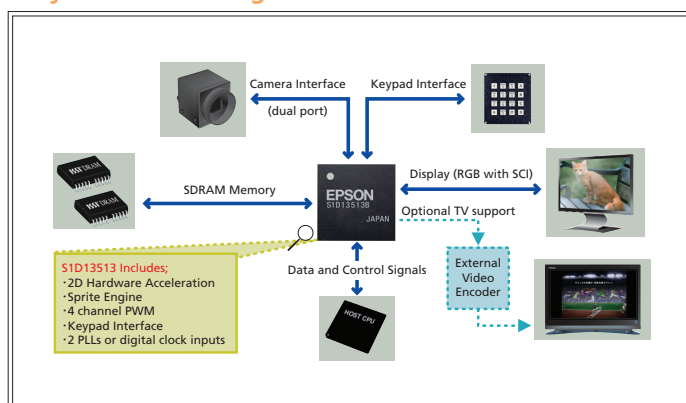 Camera Interface
(dual port)
Keypad Interface
SDRAM Memory
DRAM
DRAM
EPSON
S1D13513B
JAPAN
Display (RGB with SCI)
Optional TV support
External
Video
Encoder
Data and Control Signals
HOST CPU
S1D13513 Includes;
·2D Hardware Acceleration
·Sprite Engine
·4 channel PWM
·Keypad Interface
·2 PLLs or digital clock inputs